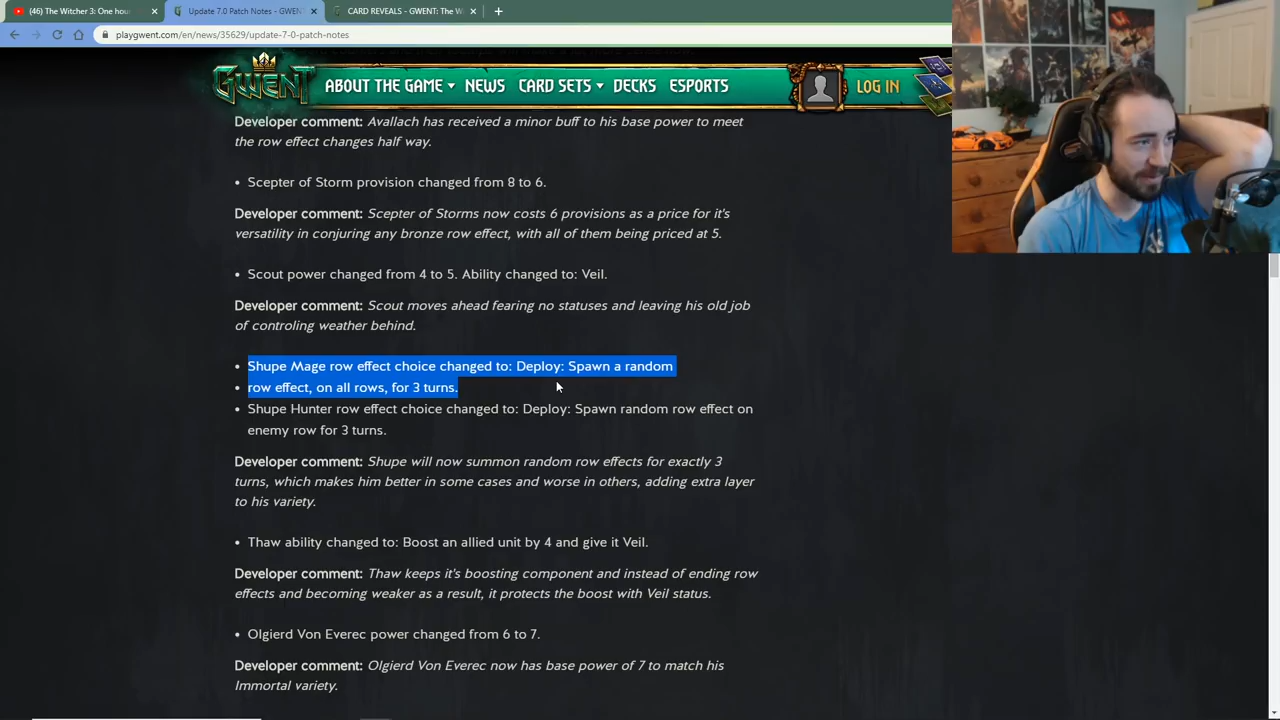 (46) The Witcher 3: One hour
Update 7.0 Patch Notes - GWENT
CARD REVEALS - GWENT: The W
playgwent.com/en/news/35629/update-7-0-patch-notes
GWENT
ABOUT THE GAME
NEWS
CARD SETS
DECKS
ESPORTS
LOG IN
Developer comment: Avallach has received a minor buff to his base power to meet
the row effect changes half way.
• Scepter of Storm provision changed from 8 to 6.
Developer comment: Scepter of Storms now costs 6 provisions as a price for it's
versatility in conjuring any bronze row effect, with all of them being priced at 5.
• Scout power changed from 4 to 5. Ability changed to: Veil.
Developer comment: Scout moves ahead fearing no statuses and leaving his old job
of controling weather behind.
• Shupe Mage row effect choice changed to: Deploy: Spawn a random
• row effect, on all rows, for 3 turns.
• Shupe Hunter row effect choice changed to: Deploy: Spawn random row effect on
enemy row for 3 turns.
Developer comment: Shupe will now summon random row effects for exactly 3
turns, which makes him better in some cases and worse in others, adding extra layer
to his variety.
• Thaw ability changed to: Boost an allied unit by 4 and give it Veil.
Developer comment: Thaw keeps it's boosting component and instead of ending row
effects and becoming weaker as a result, it protects the boost with Veil status.
• Olgierd Von Everec power changed from 6 to 7.
Developer comment: Olgierd Von Everec now has base power of 7 to match his
Immortal variety.